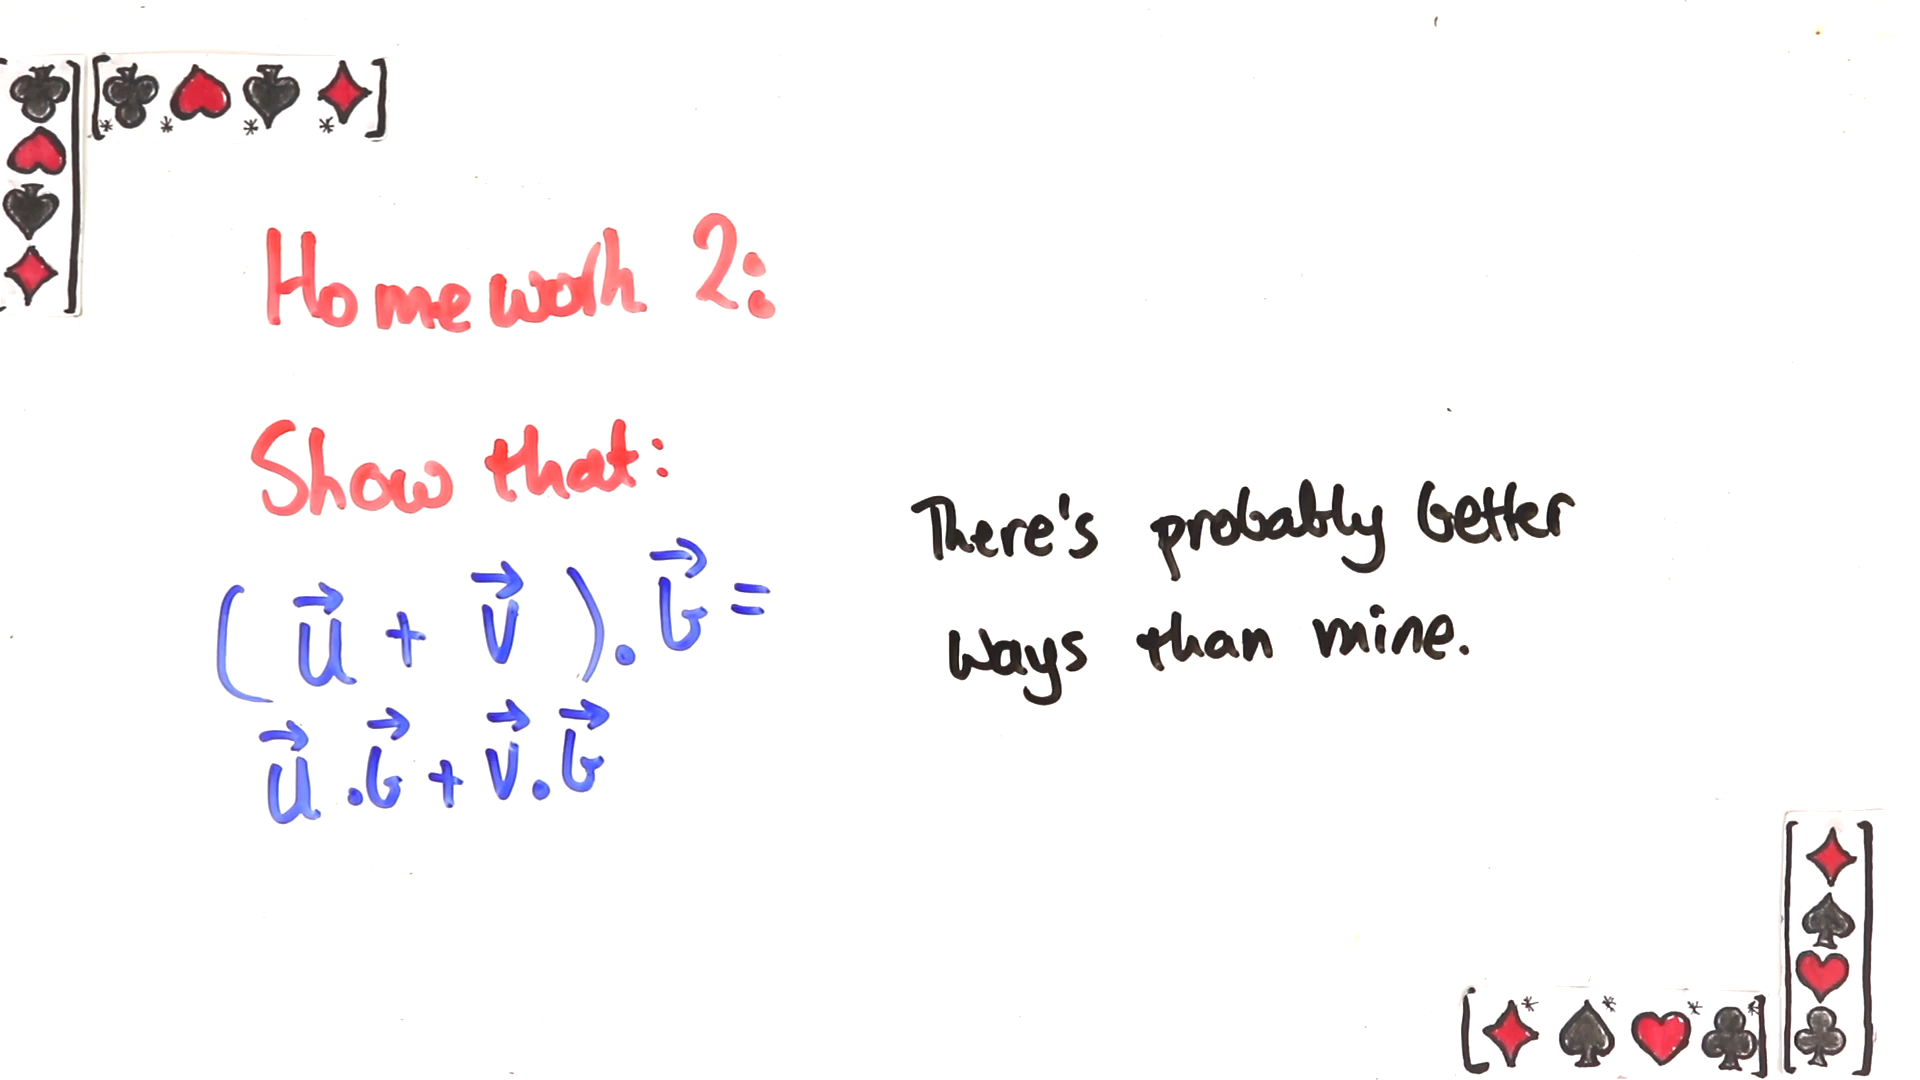 Homework 2:
Show that:
(u⃗ + v⃗).b⃗ =
u⃗.b⃗ + v⃗.b⃗
There's probably better
ways than mine.